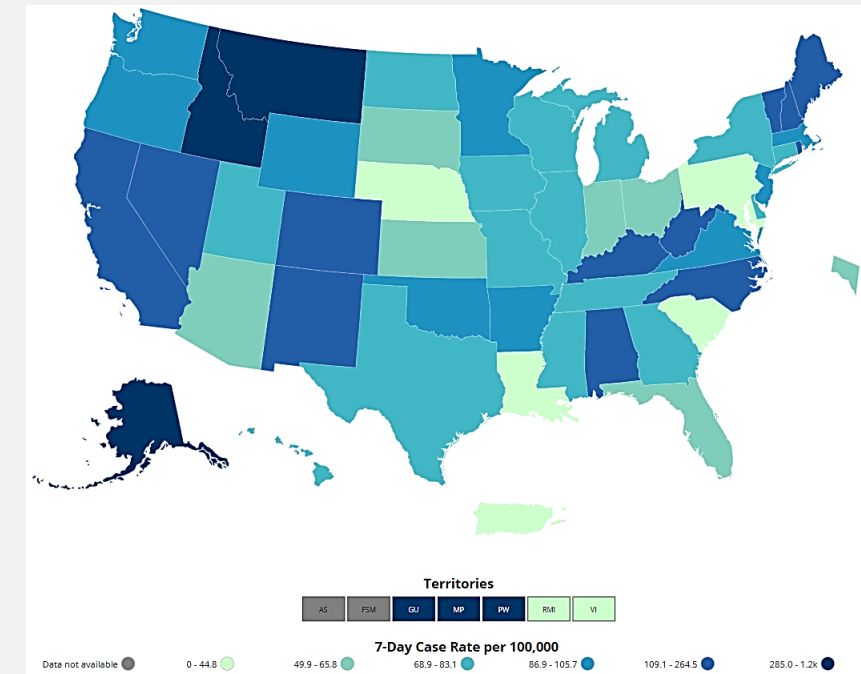 Territories
AS FSM GU MP PW RMI VI
7-Day Case Rate per 100,000
Data not available 0 - 44.8 49.9 - 65.8 68.9 - 83.1 86.9 - 105.7 109.1 - 264.5 285.0 - 1.2k